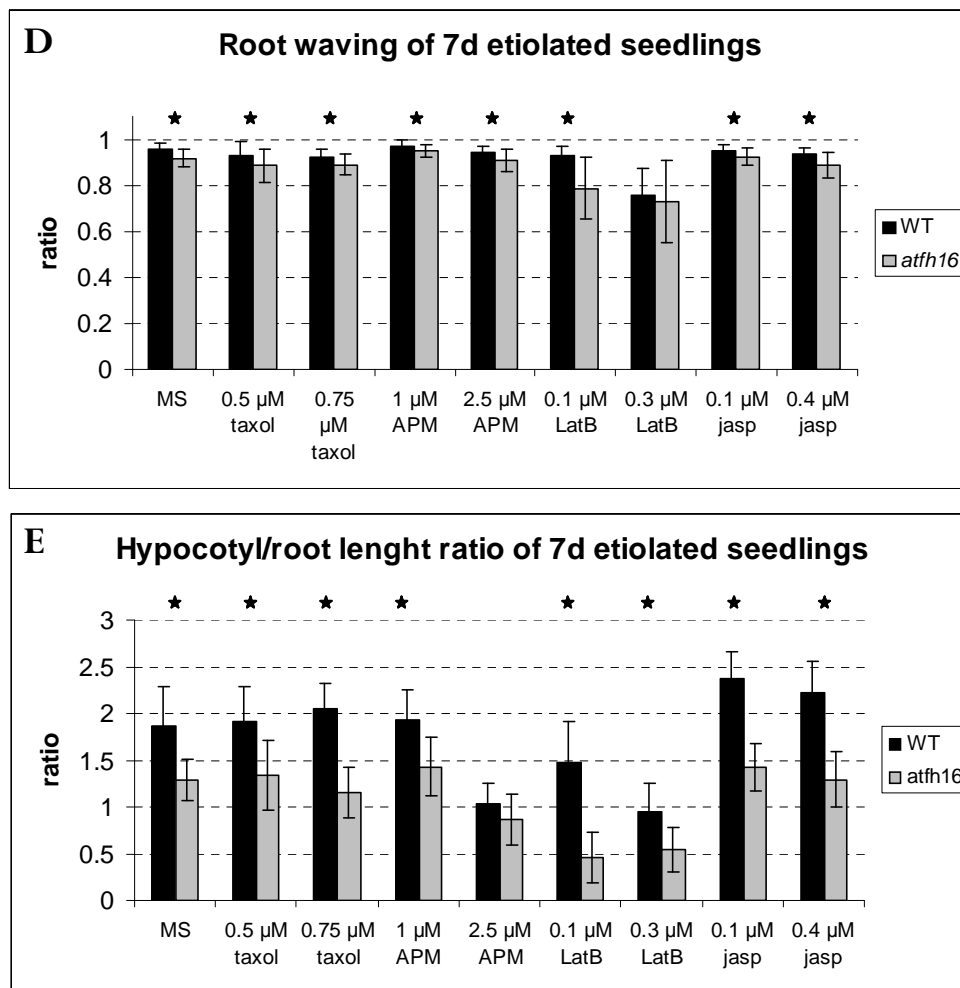 D Root waving of 7d etiolated seedlings
★ ★ ★ ★ ★ ★ ★ ★
1
0.8
0.6
0.4
0.2
0
ratio
WT
atfh16
MS 0.5 µM 0.75 1 µM 2.5 µM 0.1 µM 0.3 µM 0.1 µM 0.4 µM
taxol µM APM APM LatB LatB jasp jasp
taxol
E Hypocotyl/root lenght ratio of 7d etiolated seedlings
★ ★ ★ ★ ★ ★ ★ ★
3
2.5
2
1.5
1
0.5
0
ratio
WT
atfh16
MS 0.5 µM 0.75 µM 1 µM 2.5 µM 0.1 µM 0.3 µM 0.1 µM 0.4 µM
taxol taxol APM APM LatB LatB jasp jasp